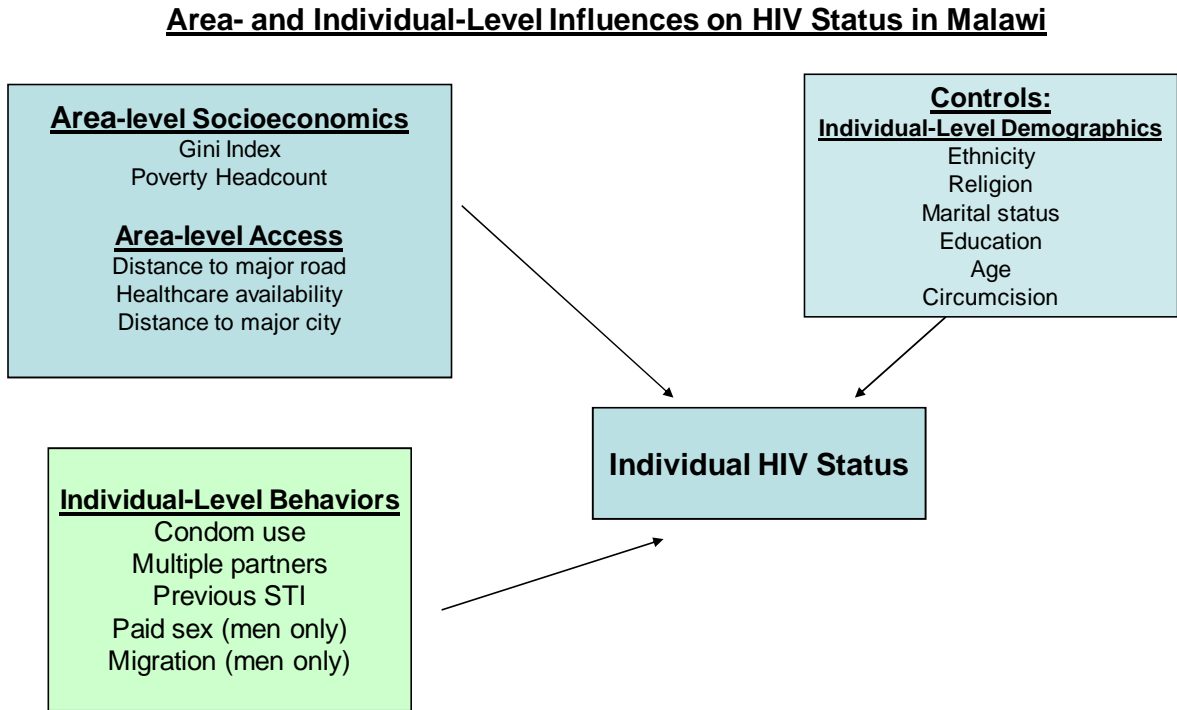 Area- and Individual-Level Influences on HIV Status in Malawi
Area-level Socioeconomics
Gini Index
Poverty Headcount
Area-level Access
Distance to major road
Healthcare availability
Distance to major city
Controls:
Individual-Level Demographics
Ethnicity
Religion
Marital status
Education
Age
Circumcision
Individual HIV Status
Individual-Level Behaviors
Condom use
Multiple partners
Previous STI
Paid sex (men only)
Migration (men only)